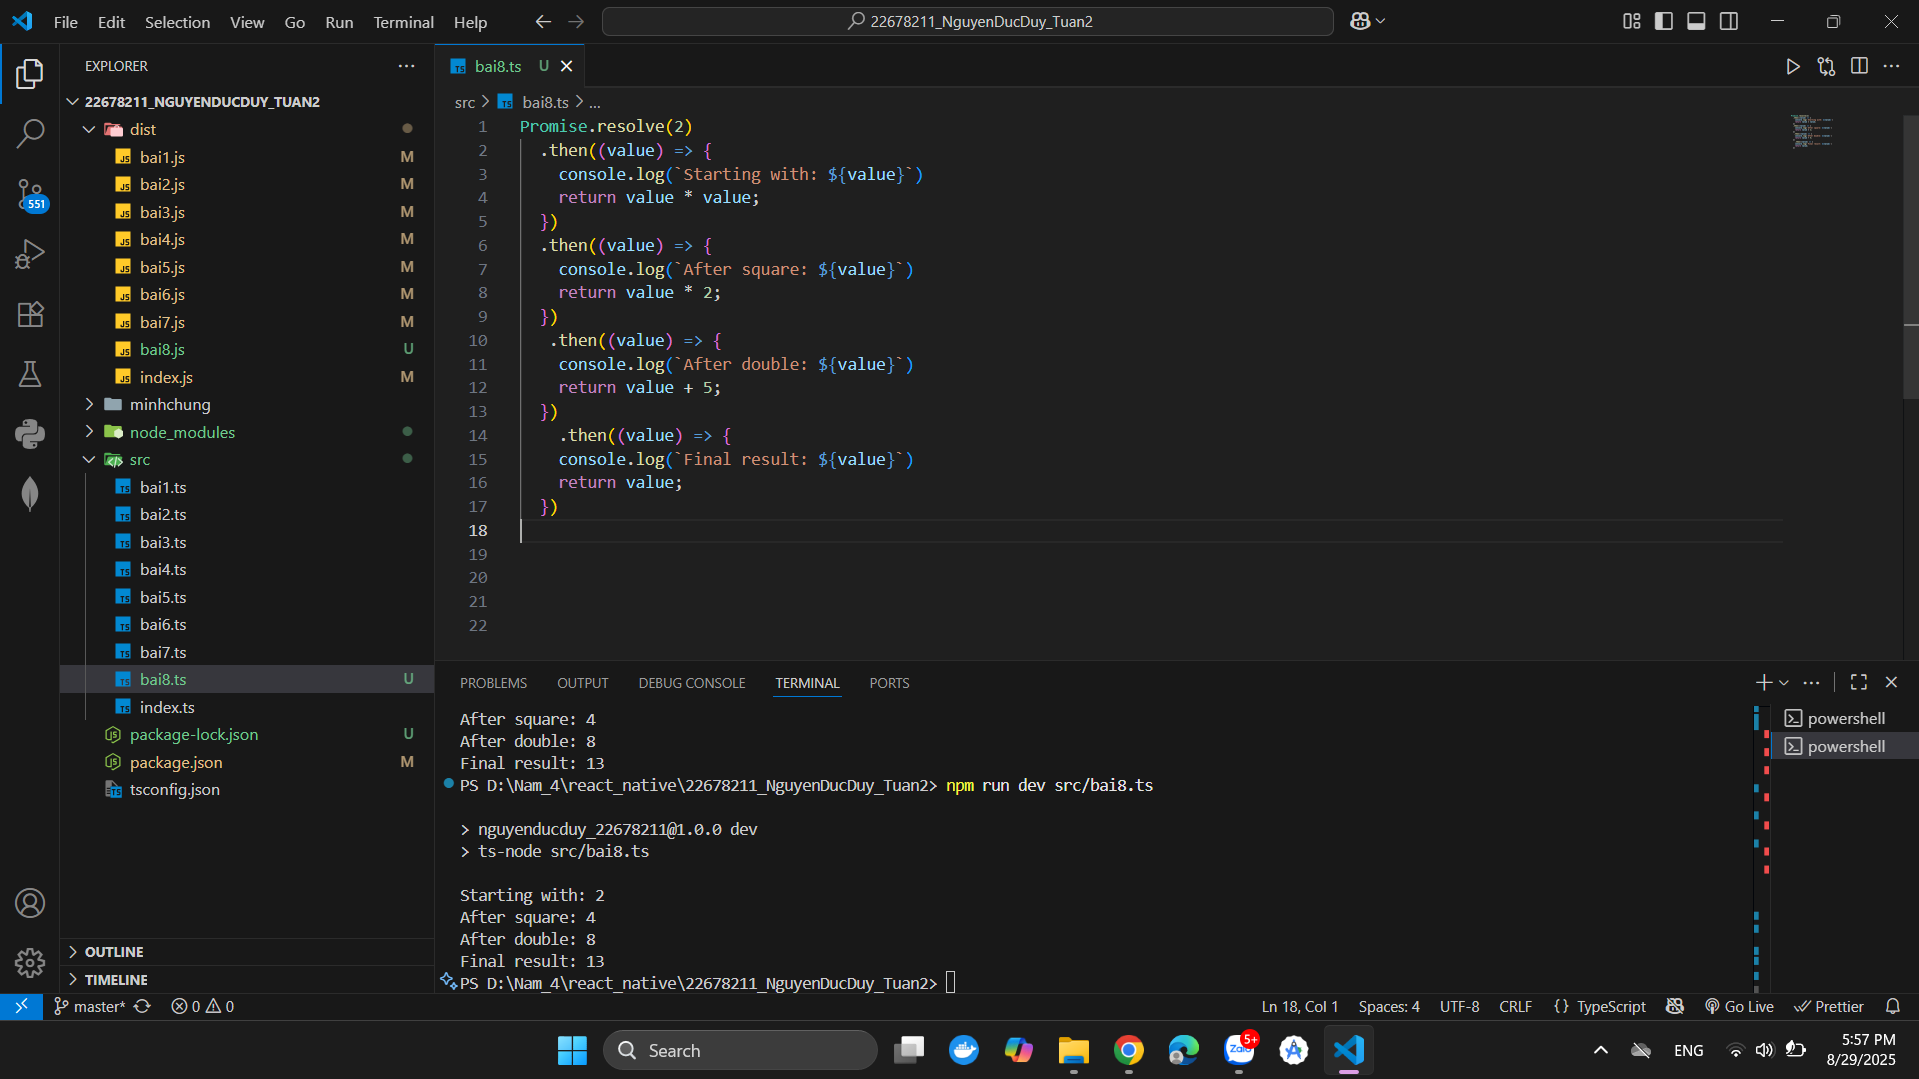 File Edit Selection View Go Run Terminal Help
22678211_NguyenDucDuy_Tuan2
EXPLORER
22678211_NGUYENDUCDUY_TUAN2
dist
bai1.js M
bai2.js M
bai3.js M
bai4.js M
bai5.js M
bai6.js M
bai7.js M
bai8.js U
index.js M
minhchung
node_modules
src
bai1.ts
bai2.ts
bai3.ts
bai4.ts
bai5.ts
bai6.ts
bai7.ts
bai8.ts U
index.ts
package-lock.json U
package.json M
tsconfig.json
OUTLINE
TIMELINE
551
bai8.ts U
src > bai8.ts > ...
1 Promise.resolve(2)
2 .then((value) => {
3 console.log(`Starting with: ${value}`)
4 return value * value;
5 })
6 .then((value) => {
7 console.log(`After square: ${value}`)
8 return value * 2;
9 })
10 .then((value) => {
11 console.log(`After double: ${value}`)
12 return value + 5;
13 })
14 .then((value) => {
15 console.log(`Final result: ${value}`)
16 return value;
17 })
18
19
20
21
22
PROBLEMS OUTPUT DEBUG CONSOLE TERMINAL PORTS
After square: 4
After double: 8
Final result: 13
PS D:\Nam_4\react_native\22678211_NguyenDucDuy_Tuan2> npm run dev src/bai8.ts
> nguyenducduy_22678211@1.0.0 dev
> ts-node src/bai8.ts
Starting with: 2
After square: 4
After double: 8
Final result: 13
PS D:\Nam_4\react_native\22678211_NguyenDucDuy_Tuan2>
powershell
powershell
master* 0 0
Ln 18, Col 1 Spaces: 4 UTF-8 CRLF {} TypeScript Go Live Prettier
Search
Zalo
5+
ENG
5:57 PM
8/29/2025